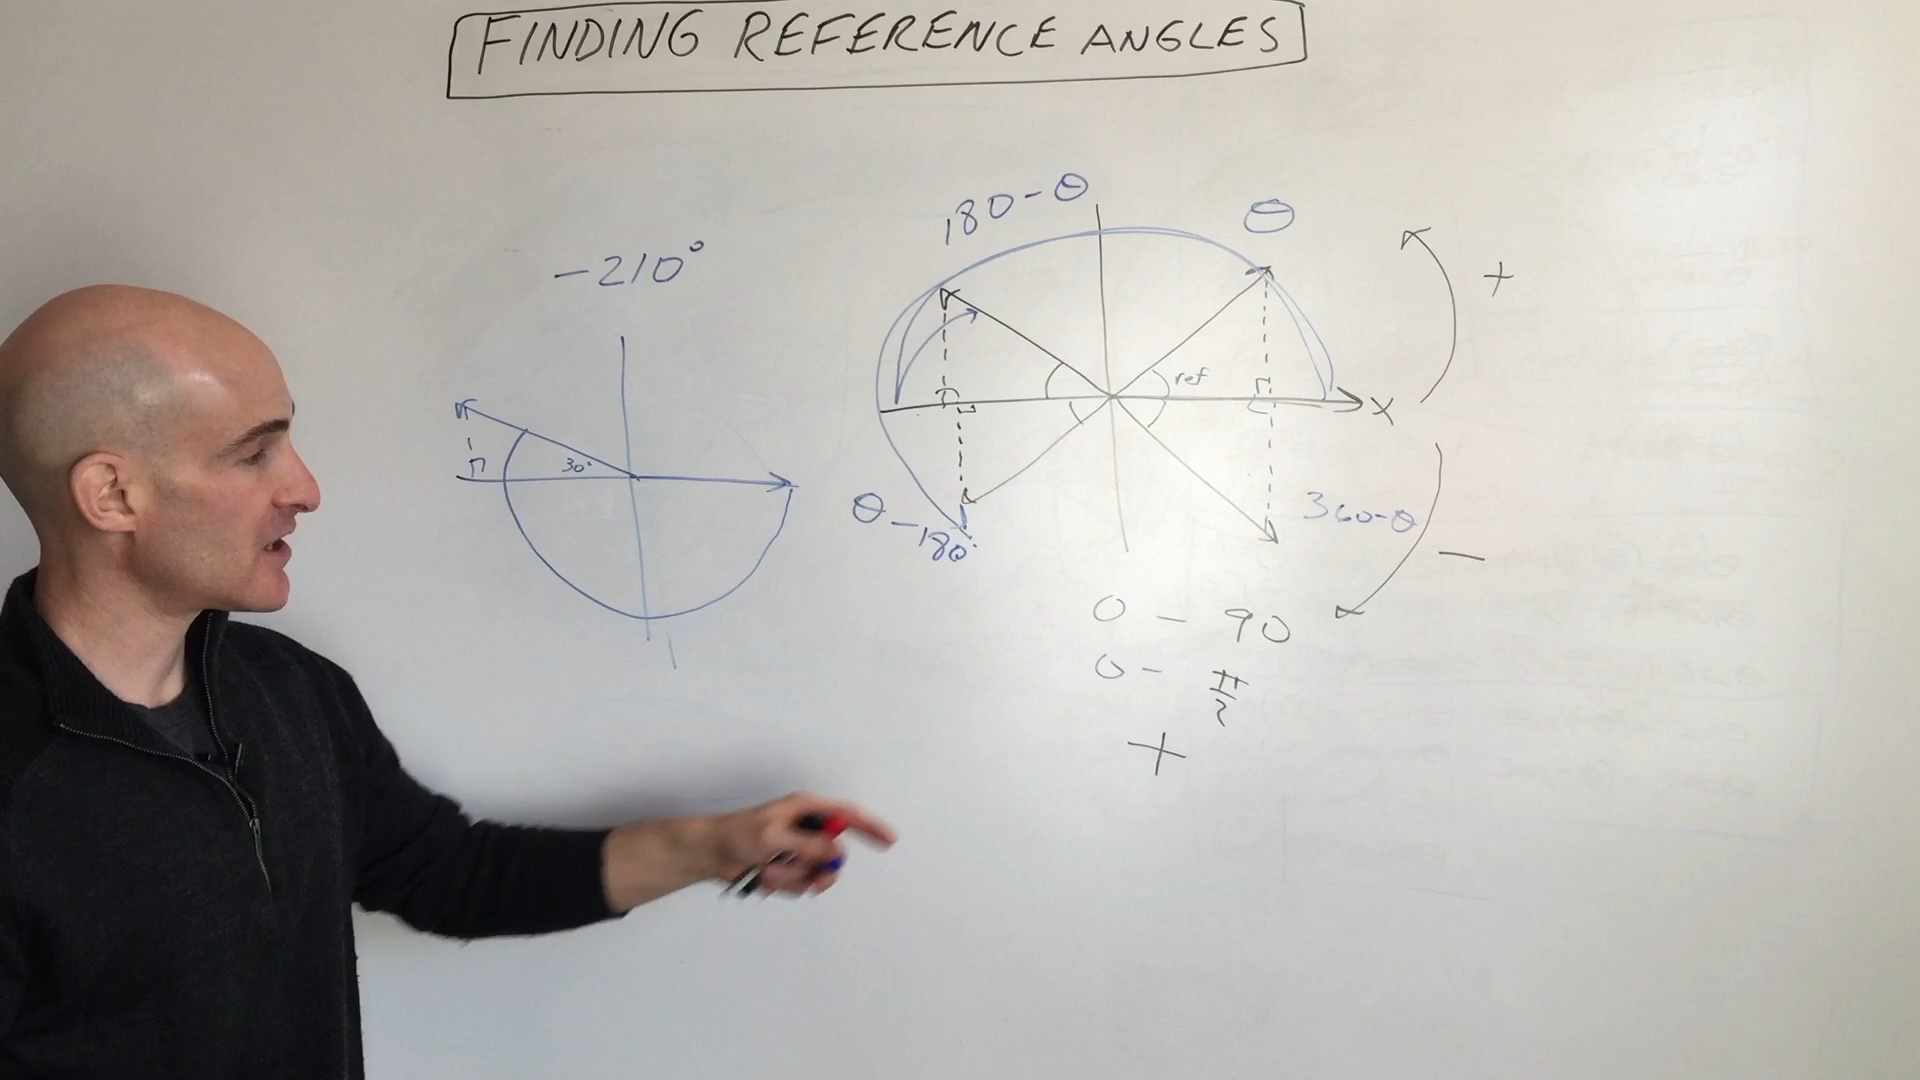 FINDING REFERENCE ANGLES
-210°
30°
180-θ
θ
+
ref
x
θ-180°
360-θ
-
0 - 90
0 - π/2
+